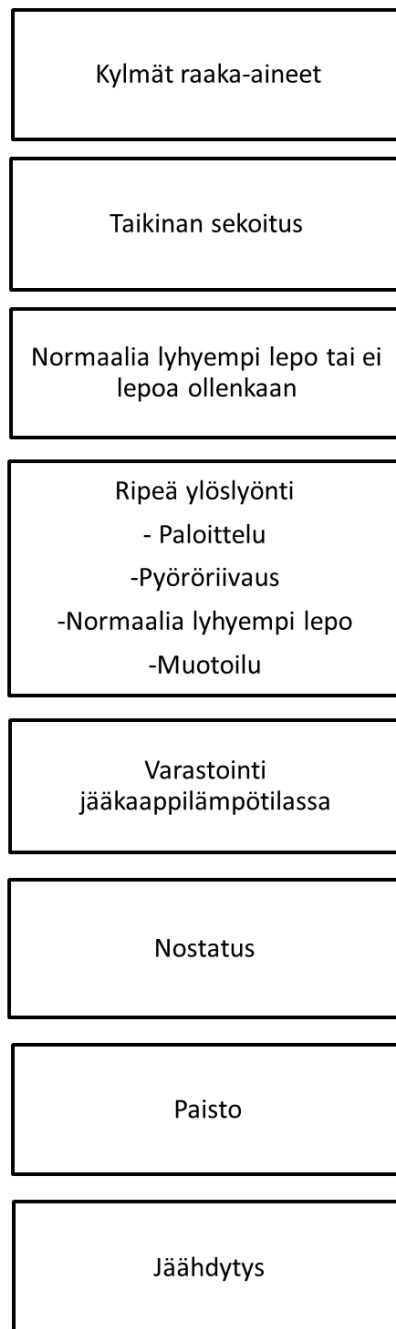 Kylmät raaka-aineet
Taikinan sekoitus
Normaalia lyhyempi lepo tai ei
lepoa ollenkaan
Ripeä ylöslyönti
- Paloittelu
-Pyöröriivaus
-Normaalia lyhyempi lepo
-Muotoilu
Varastointi
jääkaappilämpötilassa
Nostatus
Paisto
Jäähdytys